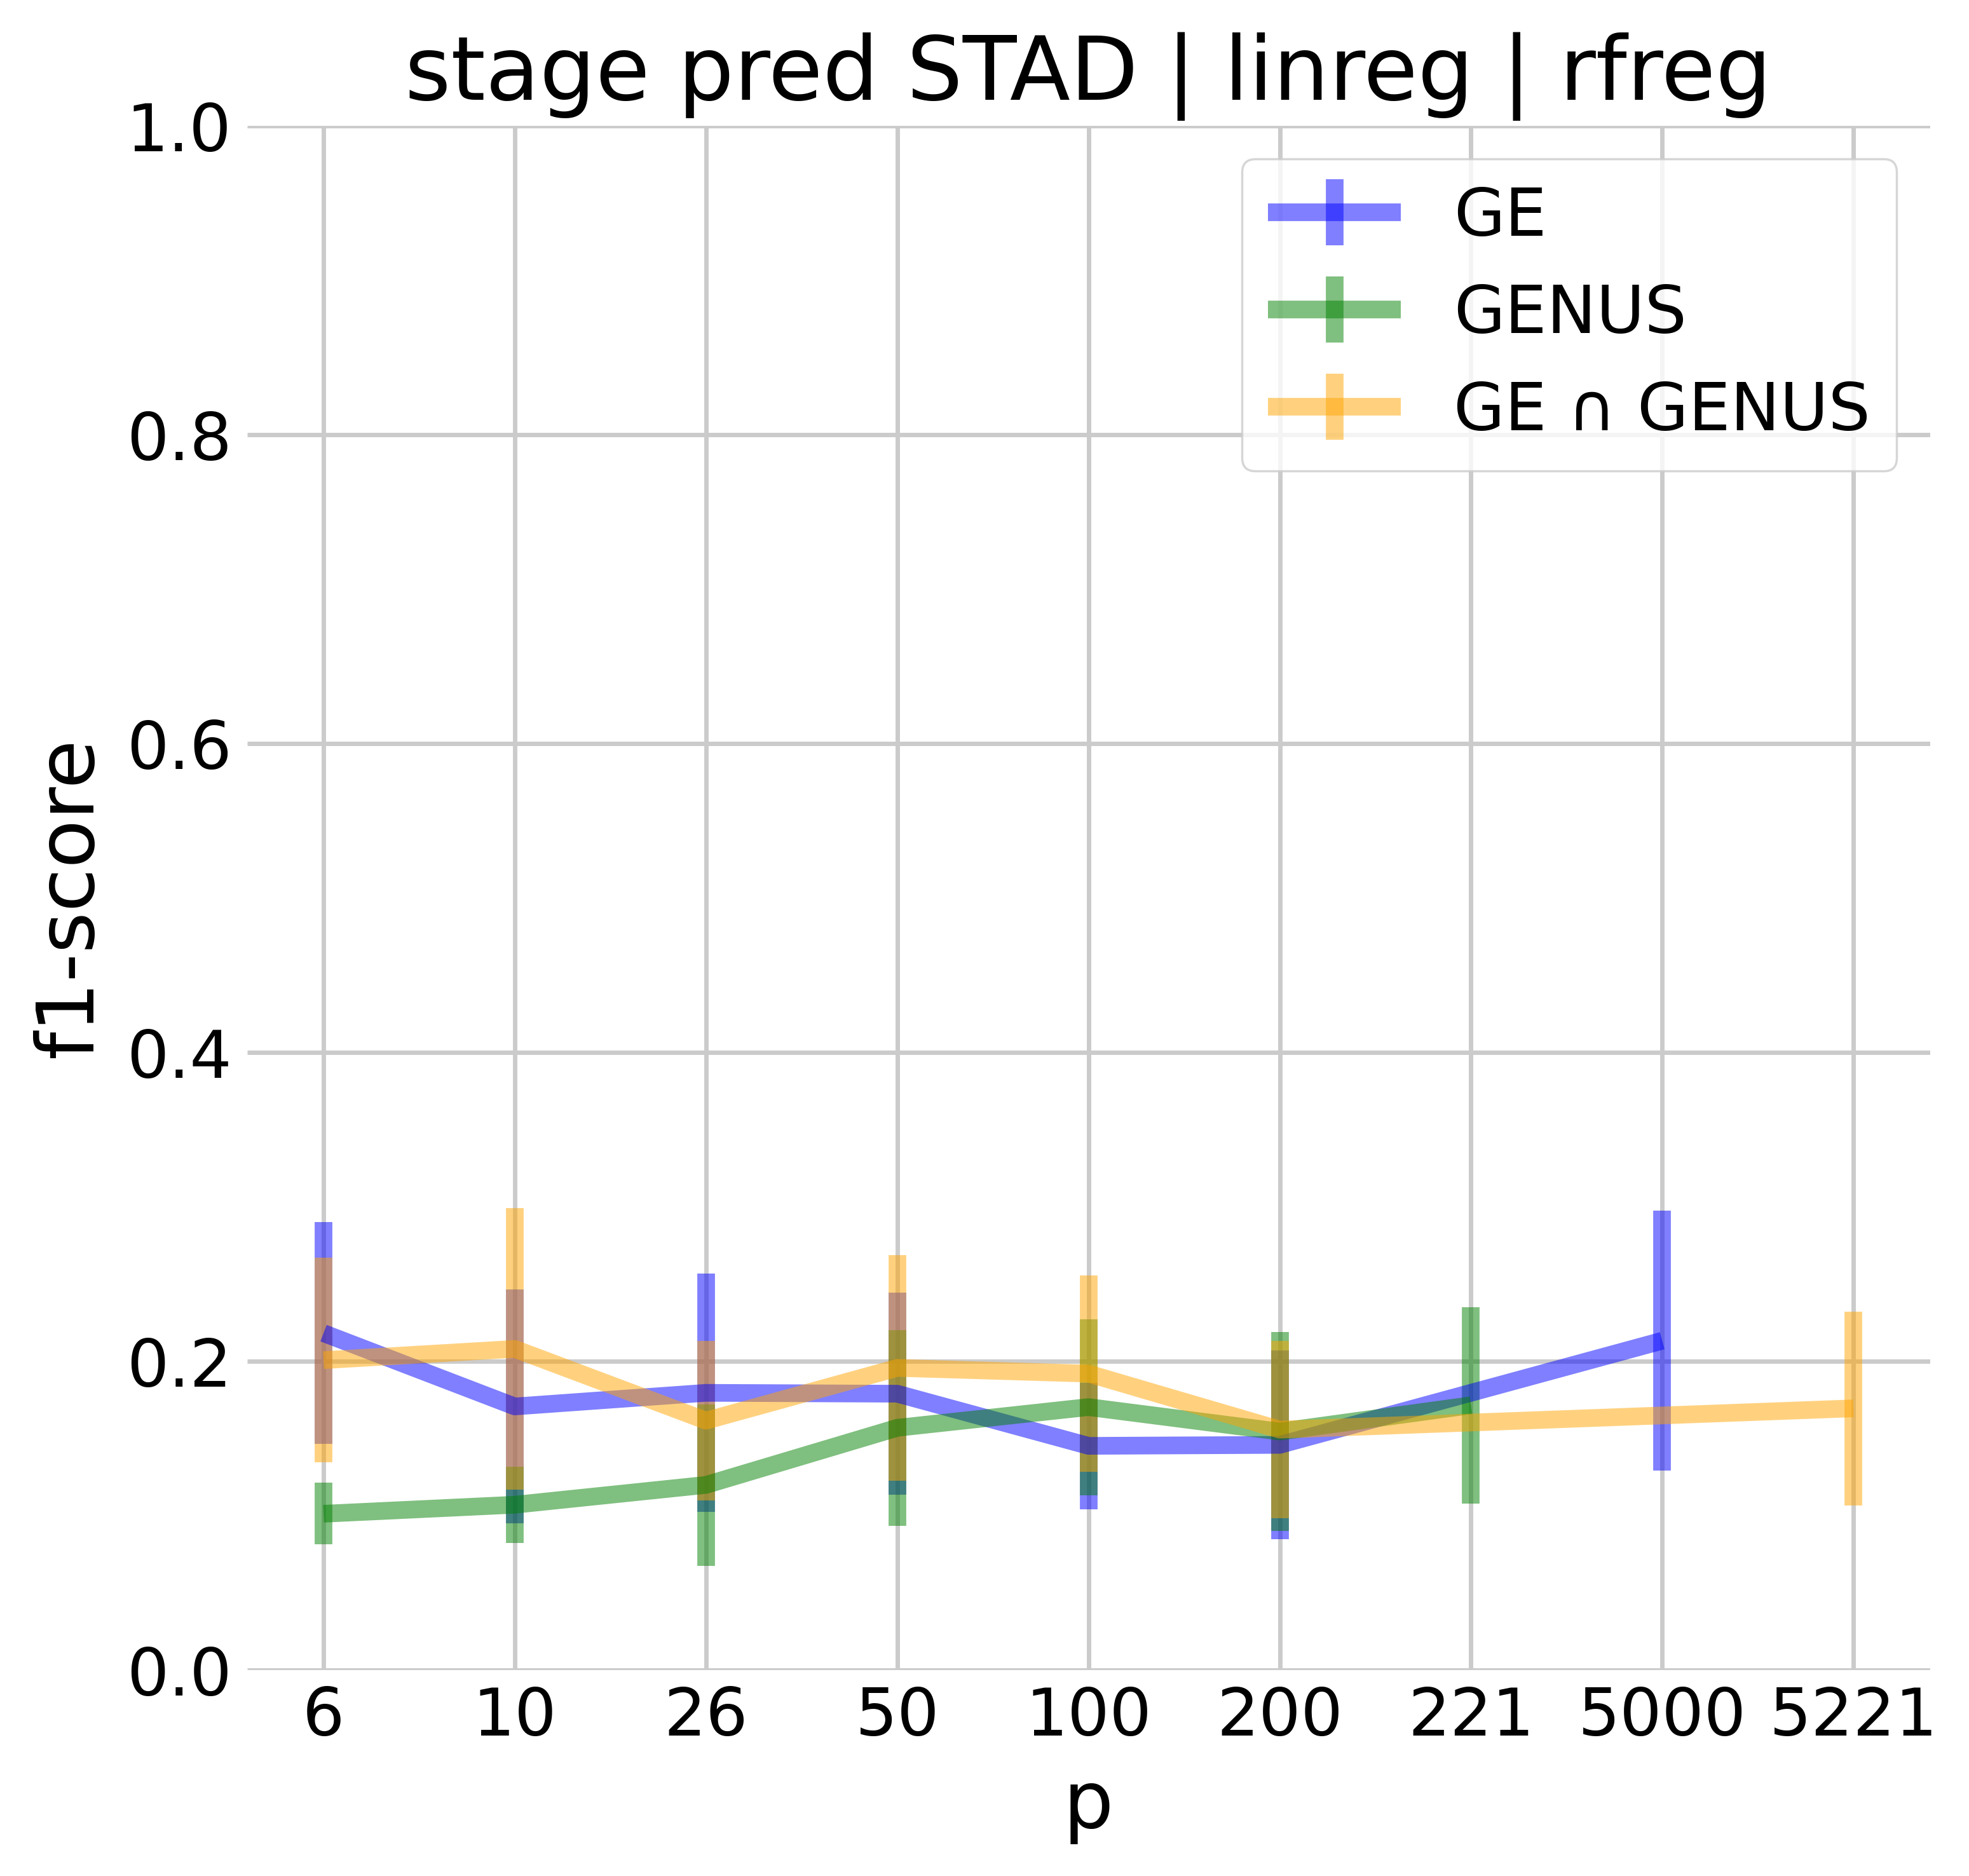 stage pred STAD | linreg | rfreg
1.0
0.8
0.6
0.4
0.2
0.0
f1-score
GE
GENUS
GE ∩ GENUS
6 10 26 50 100 200 221 5000 5221
p